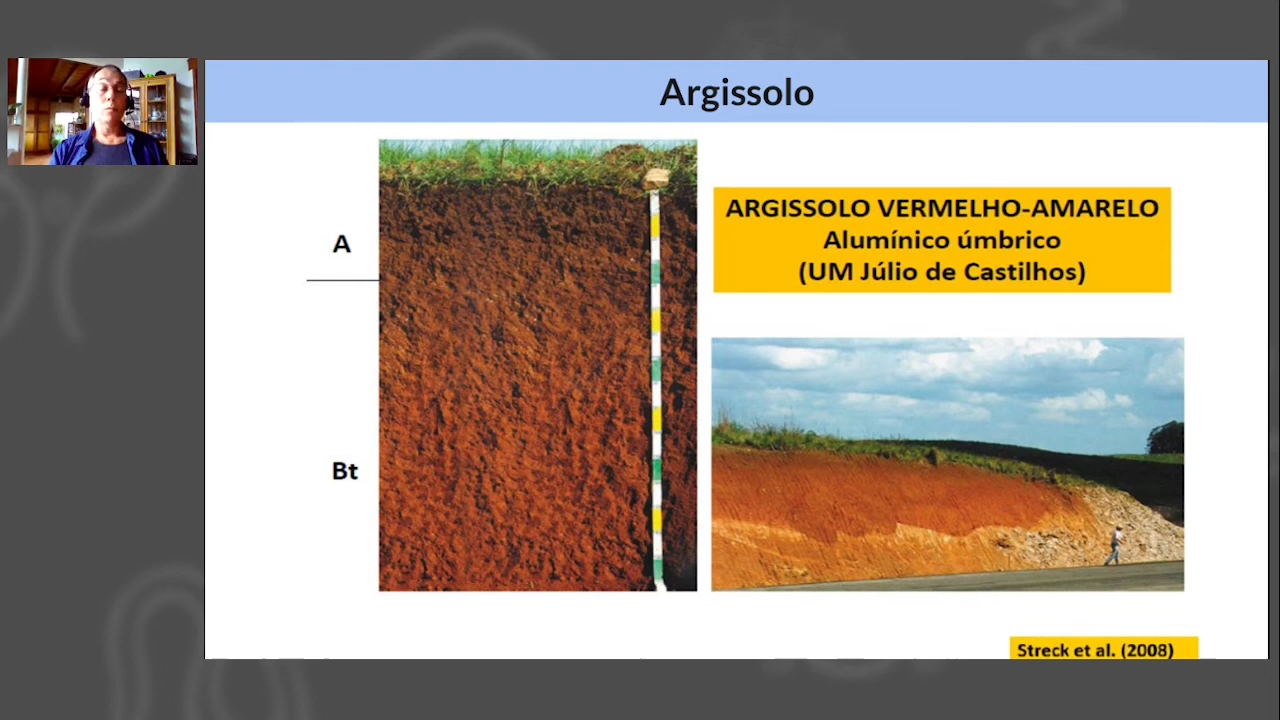 Argissolo
A
Bt
ARGISSOLO VERMELHO-AMARELO
Alumínico úmbrico
(UM Júlio de Castilhos)
Streck et al. (2008)